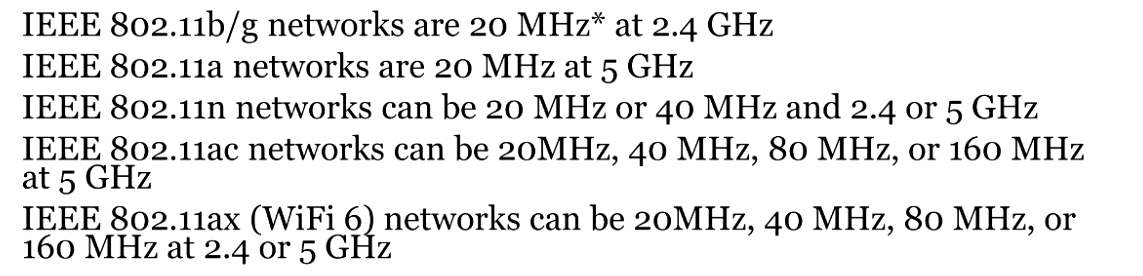 IEEE 802.11b/g networks are 20 MHz* at 2.4 GHz
IEEE 802.11a networks are 20 MHz at 5 GHz
IEEE 802.11n networks can be 20 MHz or 40 MHz and 2.4 or 5 GHz
IEEE 802.11ac networks can be 20MHz, 40 MHz, 80 MHz, or 160 MHz
at 5 GHz
IEEE 802.11ax (WiFi 6) networks can be 20MHz, 40 MHz, 80 MHz, or
160 MHz at 2.4 or 5 GHz